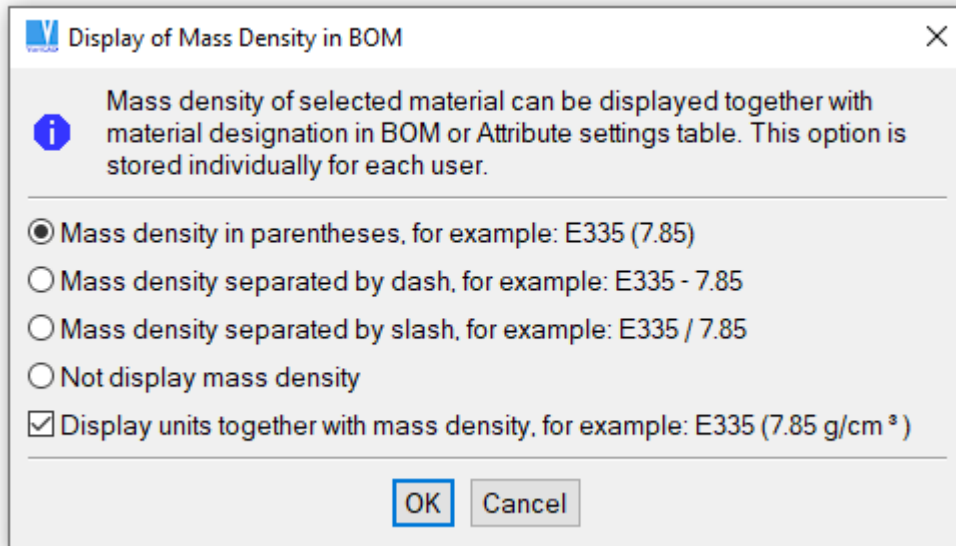 Display of Mass Density in BOM
Mass density of selected material can be displayed together with
material designation in BOM or Attribute settings table. This option is
stored individually for each user.
Mass density in parentheses, for example: E335 (7.85)
Mass density separated by dash, for example: E335 - 7.85
Mass density separated by slash, for example: E335 / 7.85
Not display mass density
Display units together with mass density, for example: E335 (7.85 g/cm ³ )
OK Cancel